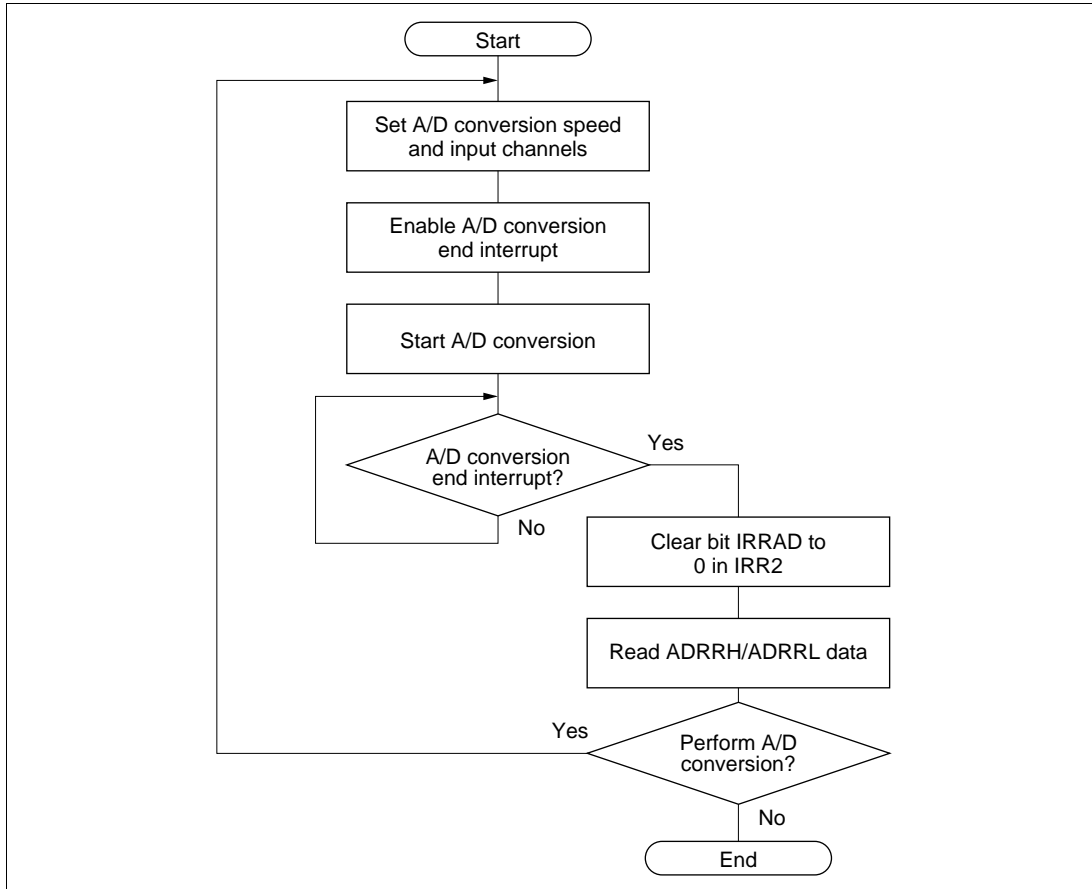 Start
Set A/D conversion speed
and input channels
Enable A/D conversion
end interrupt
Start A/D conversion
A/D conversion
end interrupt?
Yes
No
Clear bit IRRAD to
0 in IRR2
Read ADRRH/ADRRL data
Yes
Perform A/D
conversion?
No
End